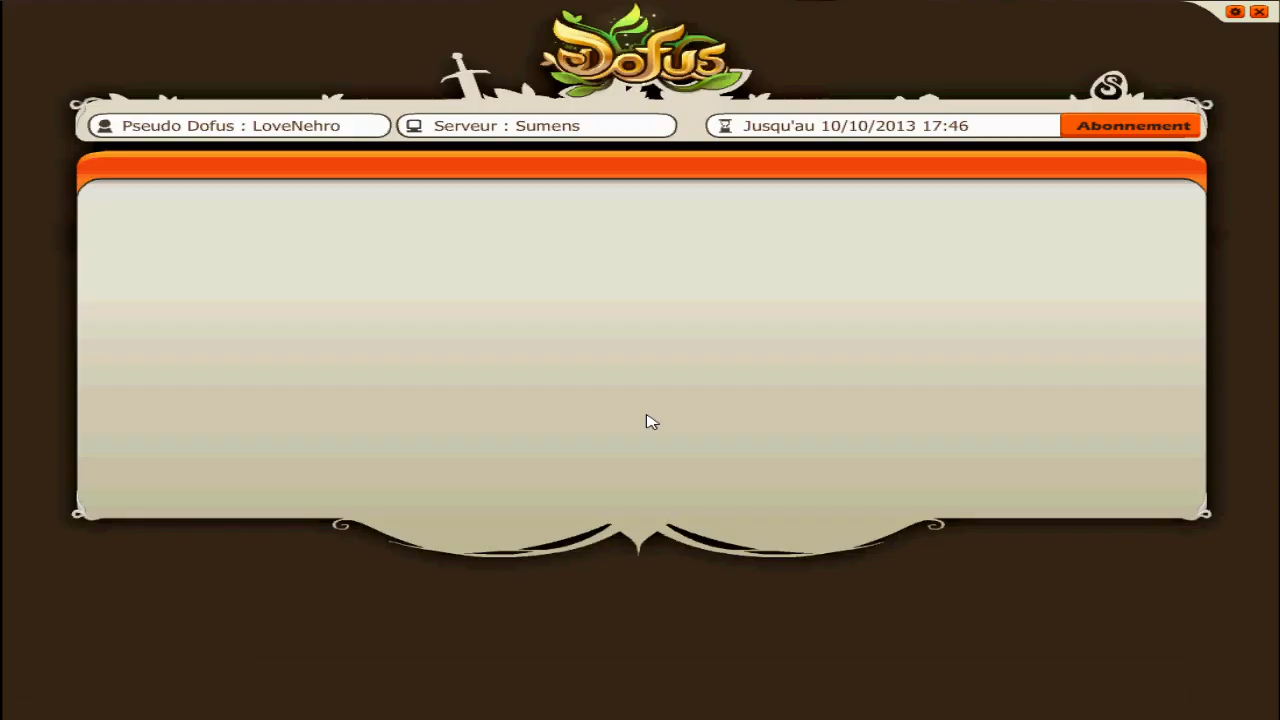 Dofus
Pseudo Dofus : LoveNehro
Serveur : Sumens
Jusqu'au 10/10/2013 17:46
Abonnement